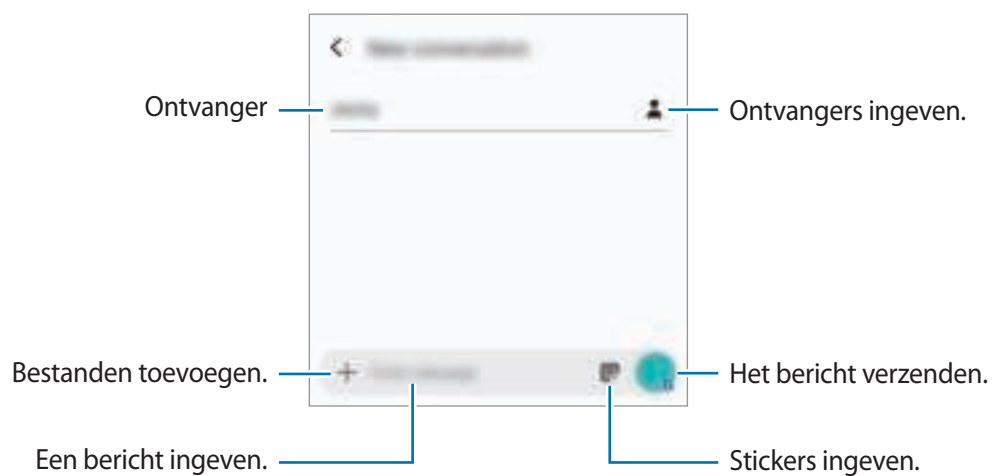 Ontvanger
Ontvangers ingeven.
Bestanden toevoegen.
Het bericht verzenden.
Een bericht ingeven.
Stickers ingeven.